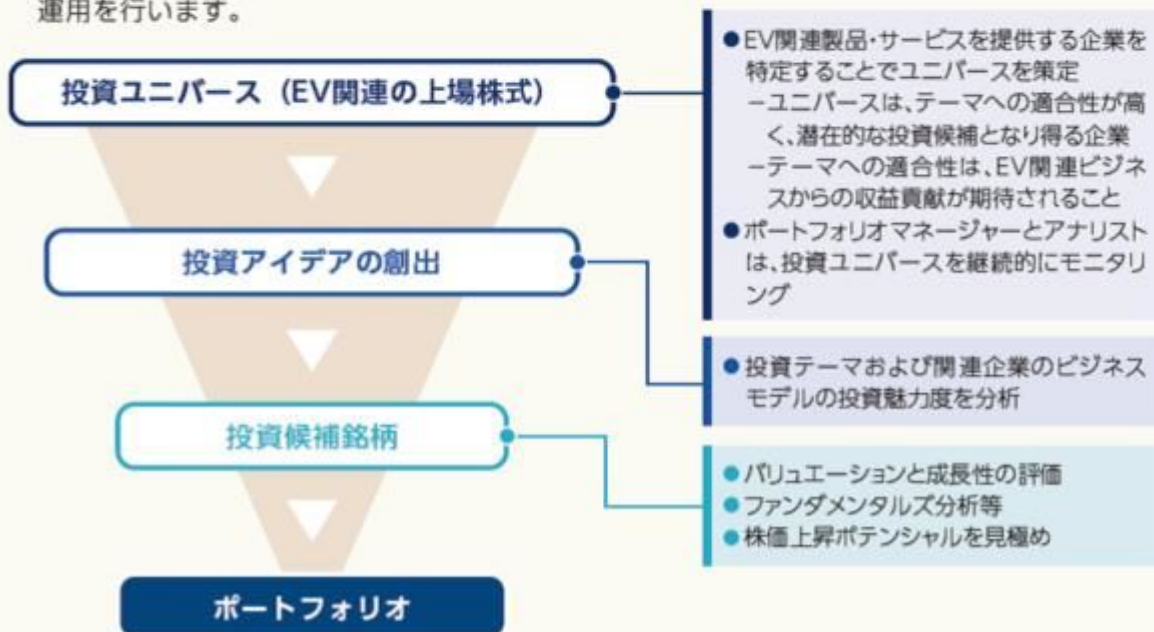 運用を行います。
投資ユニバース（EV関連の上場株式）
●EV関連製品・サービスを提供する企業を
特定することでユニバースを策定
－ユニバースは、テーマへの適合性が高
く、潜在的な投資候補となり得る企業
－テーマへの適合性は、EV関連ビジネ
スからの収益貢献が期待されること
●ポートフォリオマネージャーとアナリスト
は、投資ユニバースを継続的にモニタリ
ング
投資アイデアの創出
●投資テーマおよび関連企業のビジネス
モデルの投資魅力度を分析
投資候補銘柄
●バリュエーションと成長性の評価
●ファンダメンタルズ分析等
●株価上昇ポテンシャルを見極め
ポートフォリオ